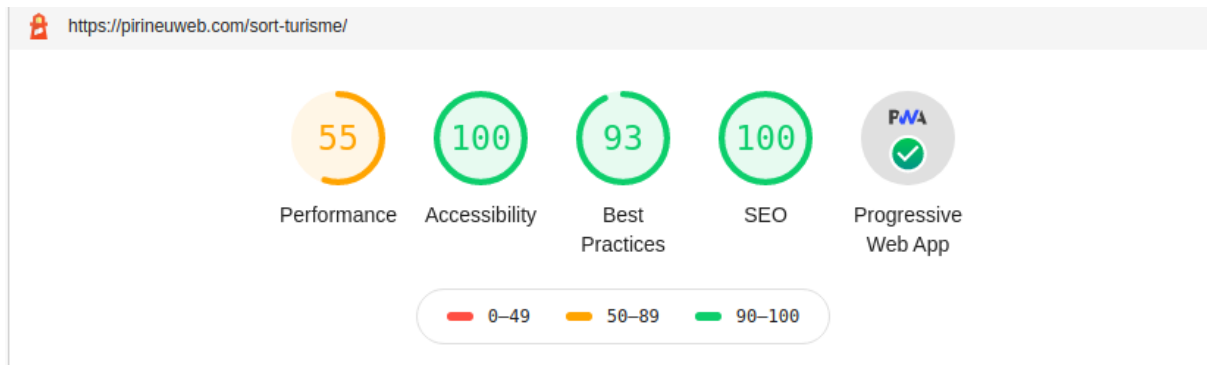 https://pirineuweb.com/sort-turisme/
55
100
93
100
PWA
Performance
Accessibility
Best
Practices
SEO
Progressive
Web App
0–49
50–89
90–100